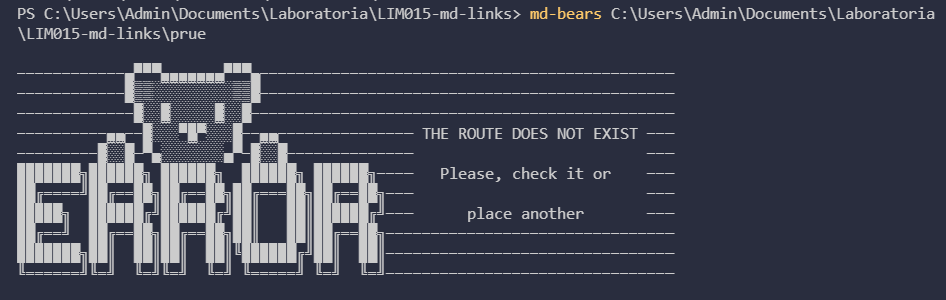 PS C:\Users\Admin\Documents\Laboratoria\LIM015-md-links> md-bears C:\Users\Admin\Documents\Laboratoria
\LIM015-md-links\prue
THE ROUTE DOES NOT EXIST
Please, check it or
place another
ERROR